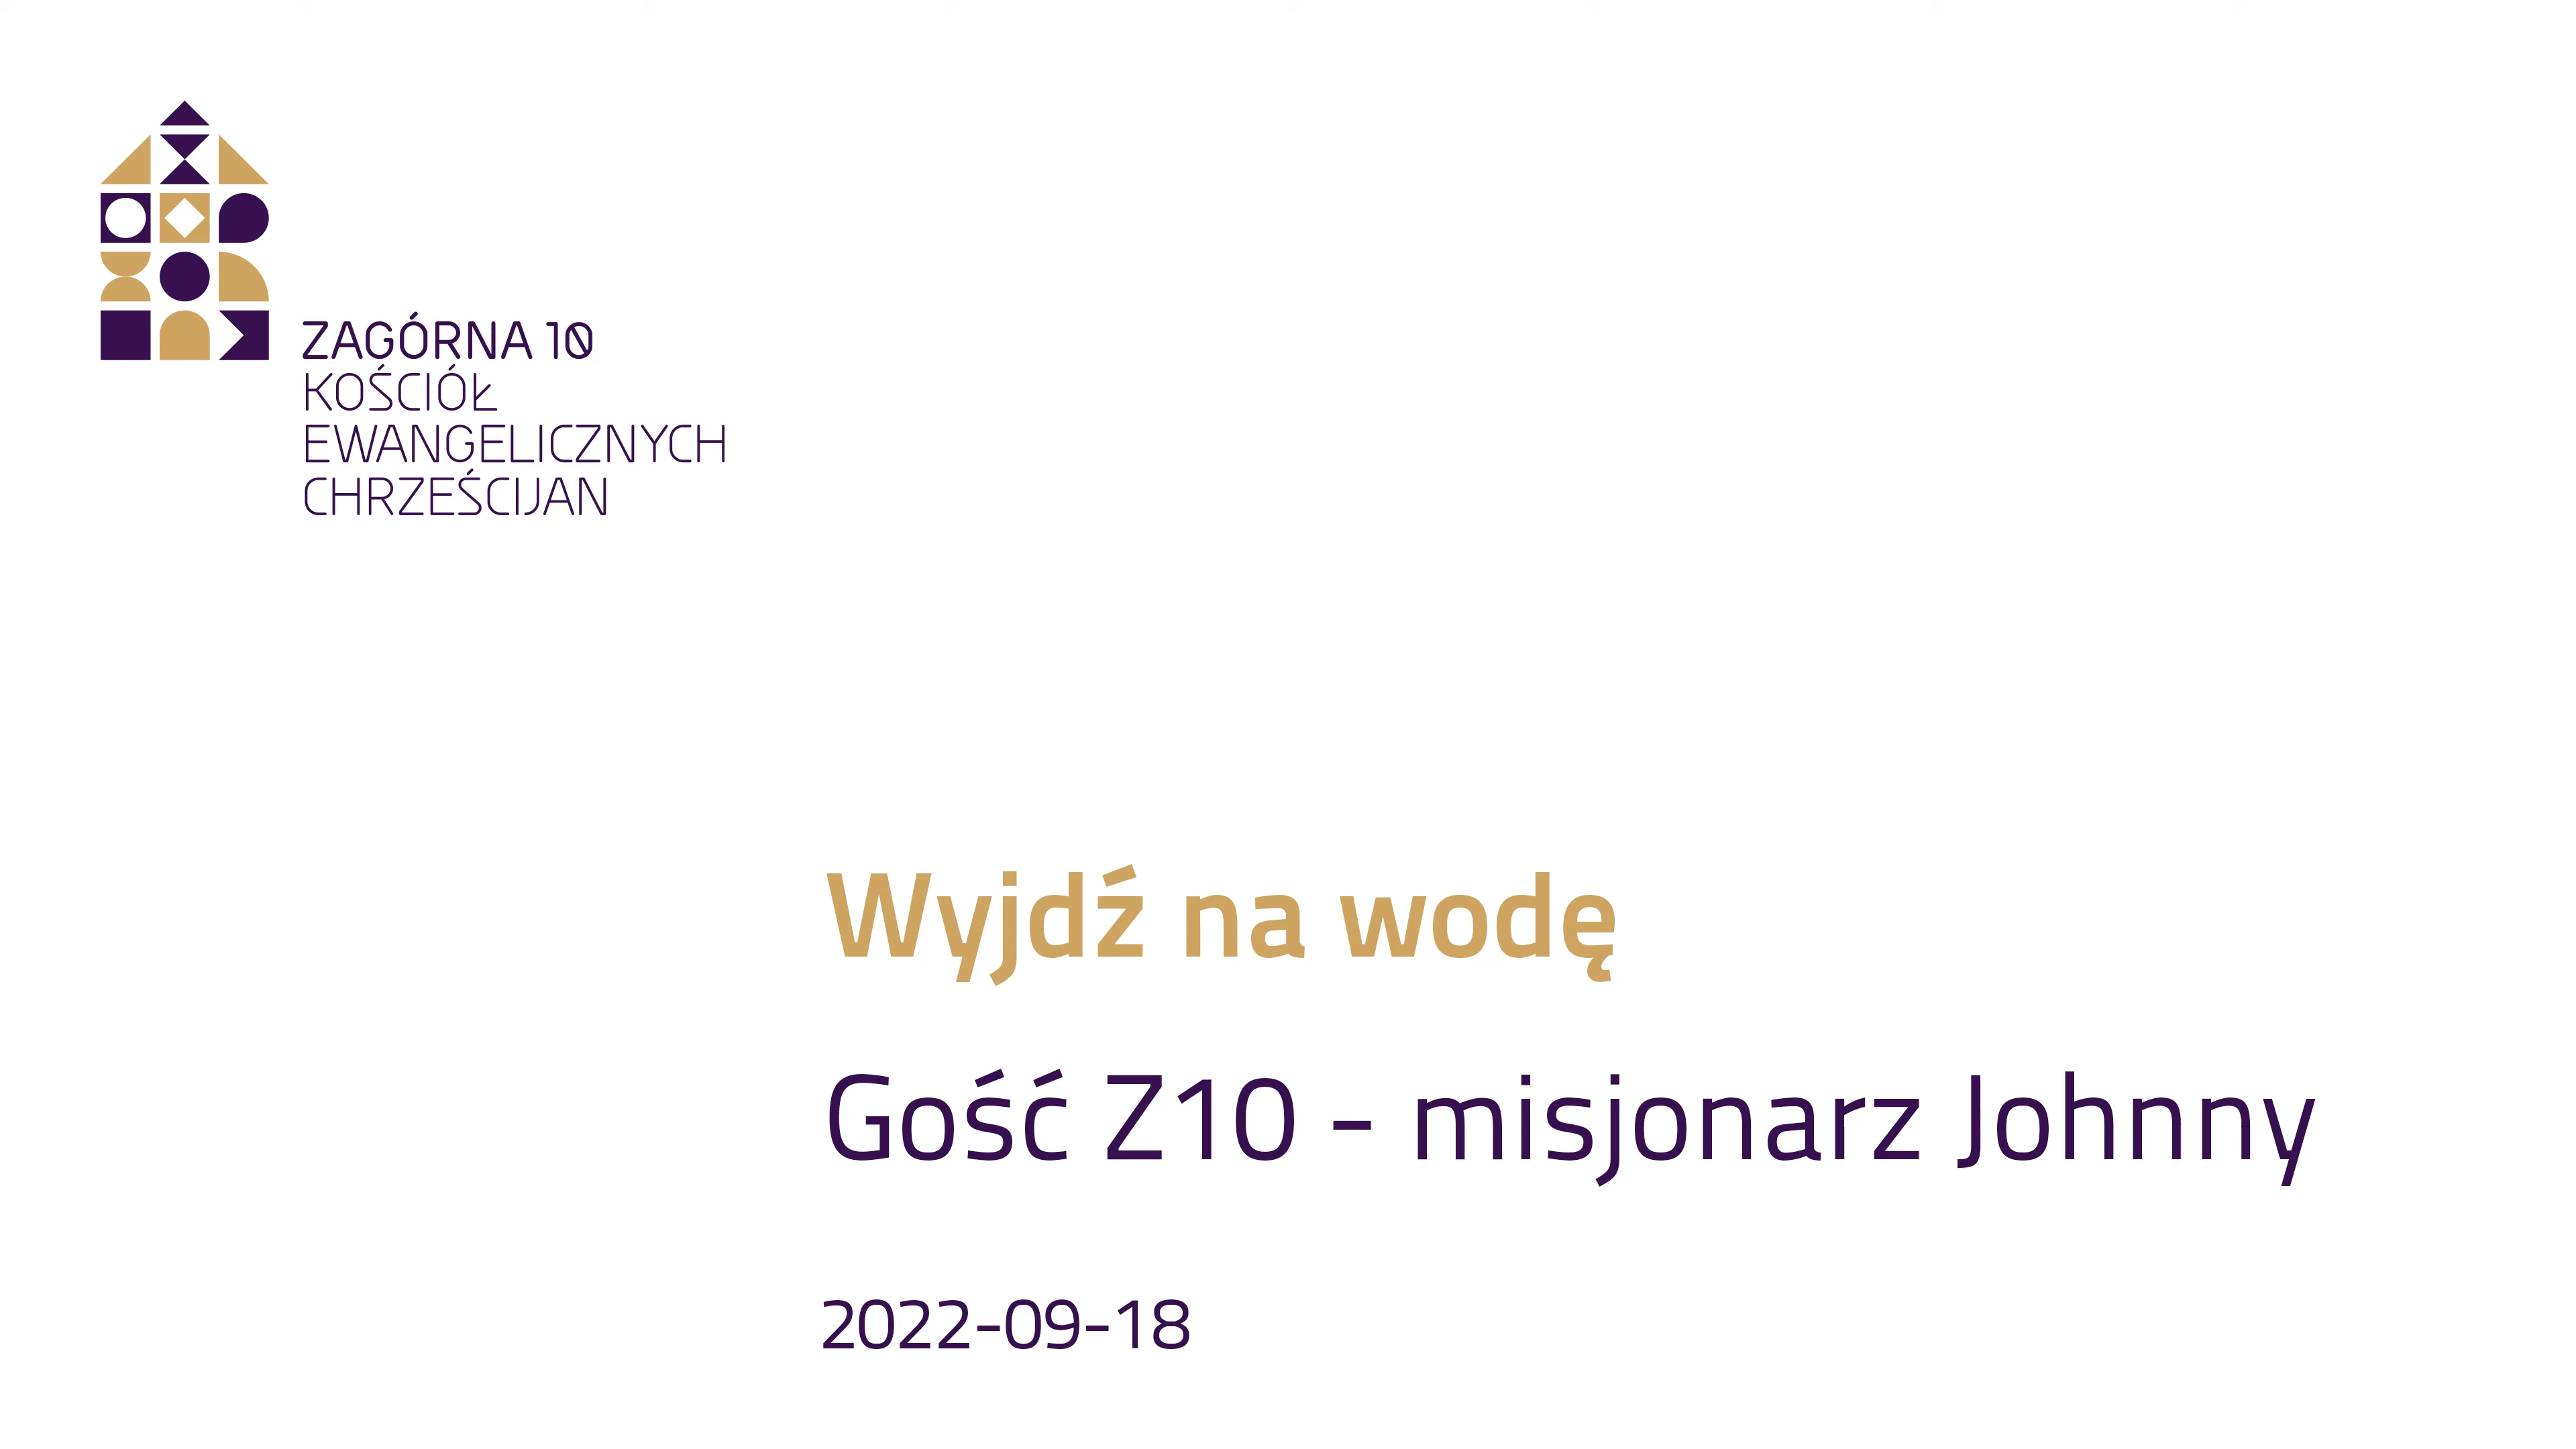 ZAGÓRNA 10
KOŚCIÓŁ
EWANGELICZNYCH
CHRZEŚCIJAN
Wyjdź na wodę
Gość Z10 - misjonarz Johnny
2022-09-18